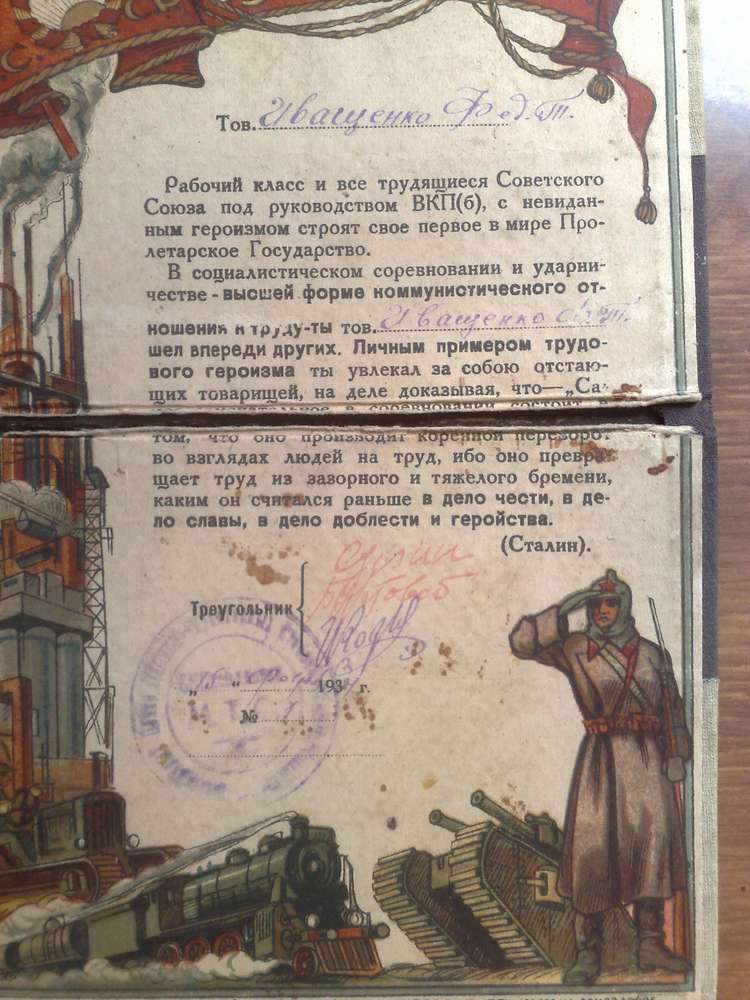 Тов. Иващенко Фед. Т.
Рабочий класс и все трудящиеся Советского
Союза под руководством ВКП(б), с невидан-
ным героизмом строят свое первое в мире Про-
летарское Государство.
В социалистическом соревновании и ударни-
честве-высшей форме коммунистического от-
ношения к труду-ты тов. Иващенко Ф. Т.
шел впереди других. Личным примером трудо-
вого героизма ты увлекал за собою отстаю-
щих товарищей, на деле доказывая, что—„Са-
в соревновании состоит в
том, что оно производит коренной переворот
во взглядах людей на труд, ибо оно превра-
щает труд из зазорного и тяжелого бремени,
каким он считался раньше в дело чести, в де-
ло славы, в дело доблести и геройства.
(Сталин).
Треугольник
„15" 193 г.
№